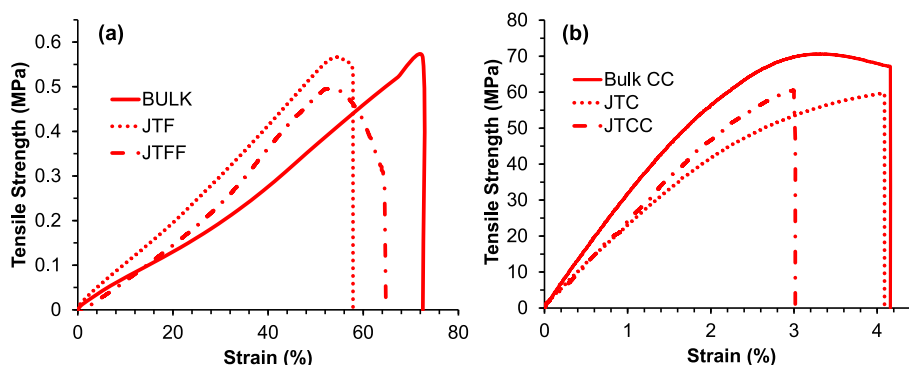 (a)
Tensile Strength (MPa)
0.6
0.5
0.4
0.3
0.2
0.1
0
BULK
JTF
JTFF
0 20 40 60 80
Strain (%)
(b)
Tensile Strength (MPa)
80
70
60
50
40
30
20
10
0
Bulk CC
JTC
JTCC
0 1 2 3 4
Strain (%)